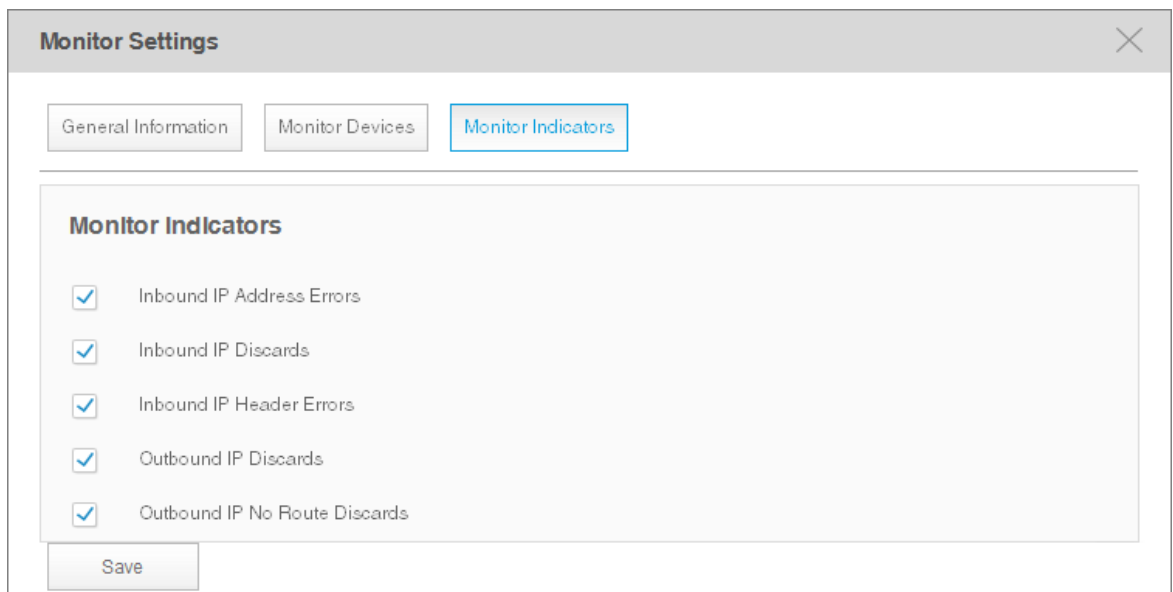 Monitor Settings
General Information
Monitor Devices
Monitor Indicators
Monitor Indicators
Inbound IP Address Errors
Inbound IP Discards
Inbound IP Header Errors
Outbound IP Discards
Outbound IP No Route Discards
Save